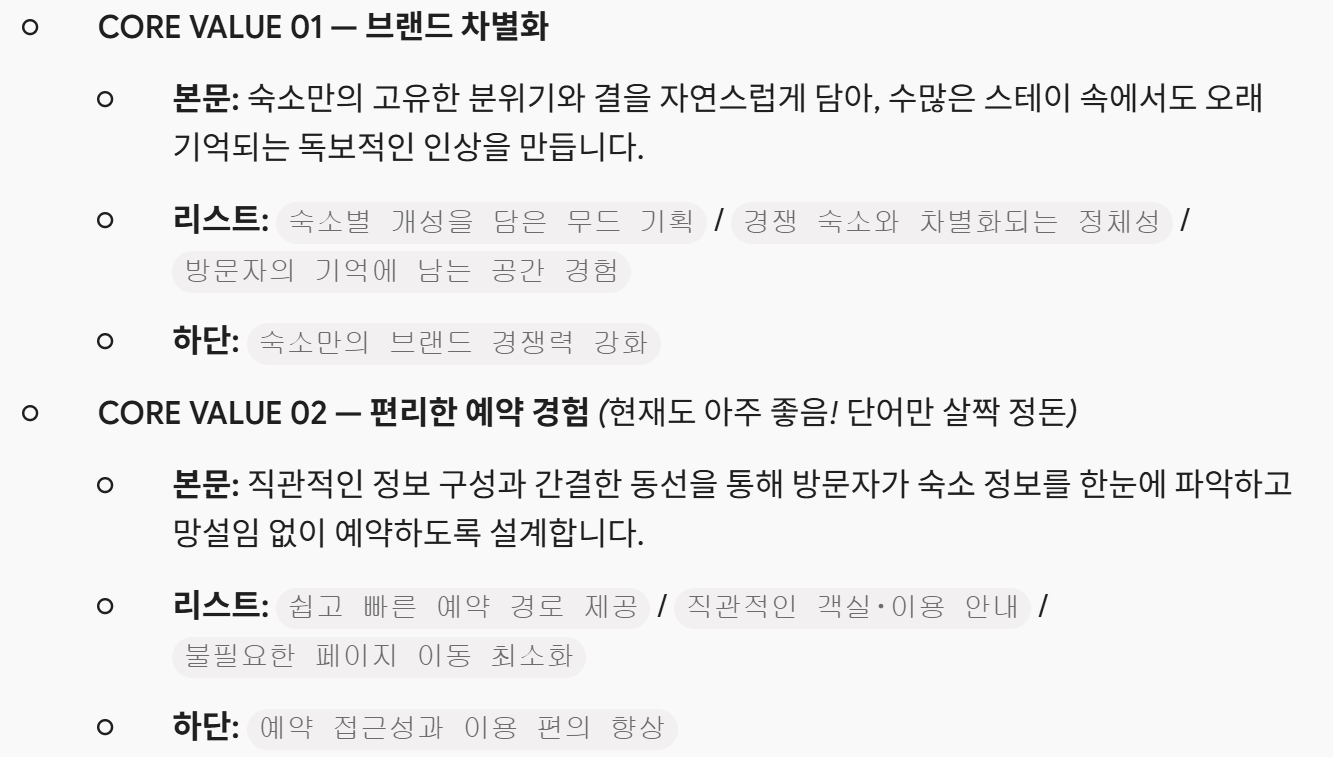 CORE VALUE 01 — 브랜드 차별화
본문: 숙소만의 고유한 분위기와 결을 자연스럽게 담아, 수많은 스테이 속에서도 오래
기억되는 독보적인 인상을 만듭니다.
리스트: 숙소별 개성을 담은 무드 기획 / 경쟁 숙소와 차별화되는 정체성 /
방문자의 기억에 남는 공간 경험
하단: 숙소만의 브랜드 경쟁력 강화
CORE VALUE 02 — 편리한 예약 경험 (현재도 아주 좋음! 단어만 살짝 정돈)
본문: 직관적인 정보 구성과 간결한 동선을 통해 방문자가 숙소 정보를 한눈에 파악하고
망설임 없이 예약하도록 설계합니다.
리스트: 쉽고 빠른 예약 경로 제공 / 직관적인 객실·이용 안내 /
불필요한 페이지 이동 최소화
하단: 예약 접근성과 이용 편의 향상